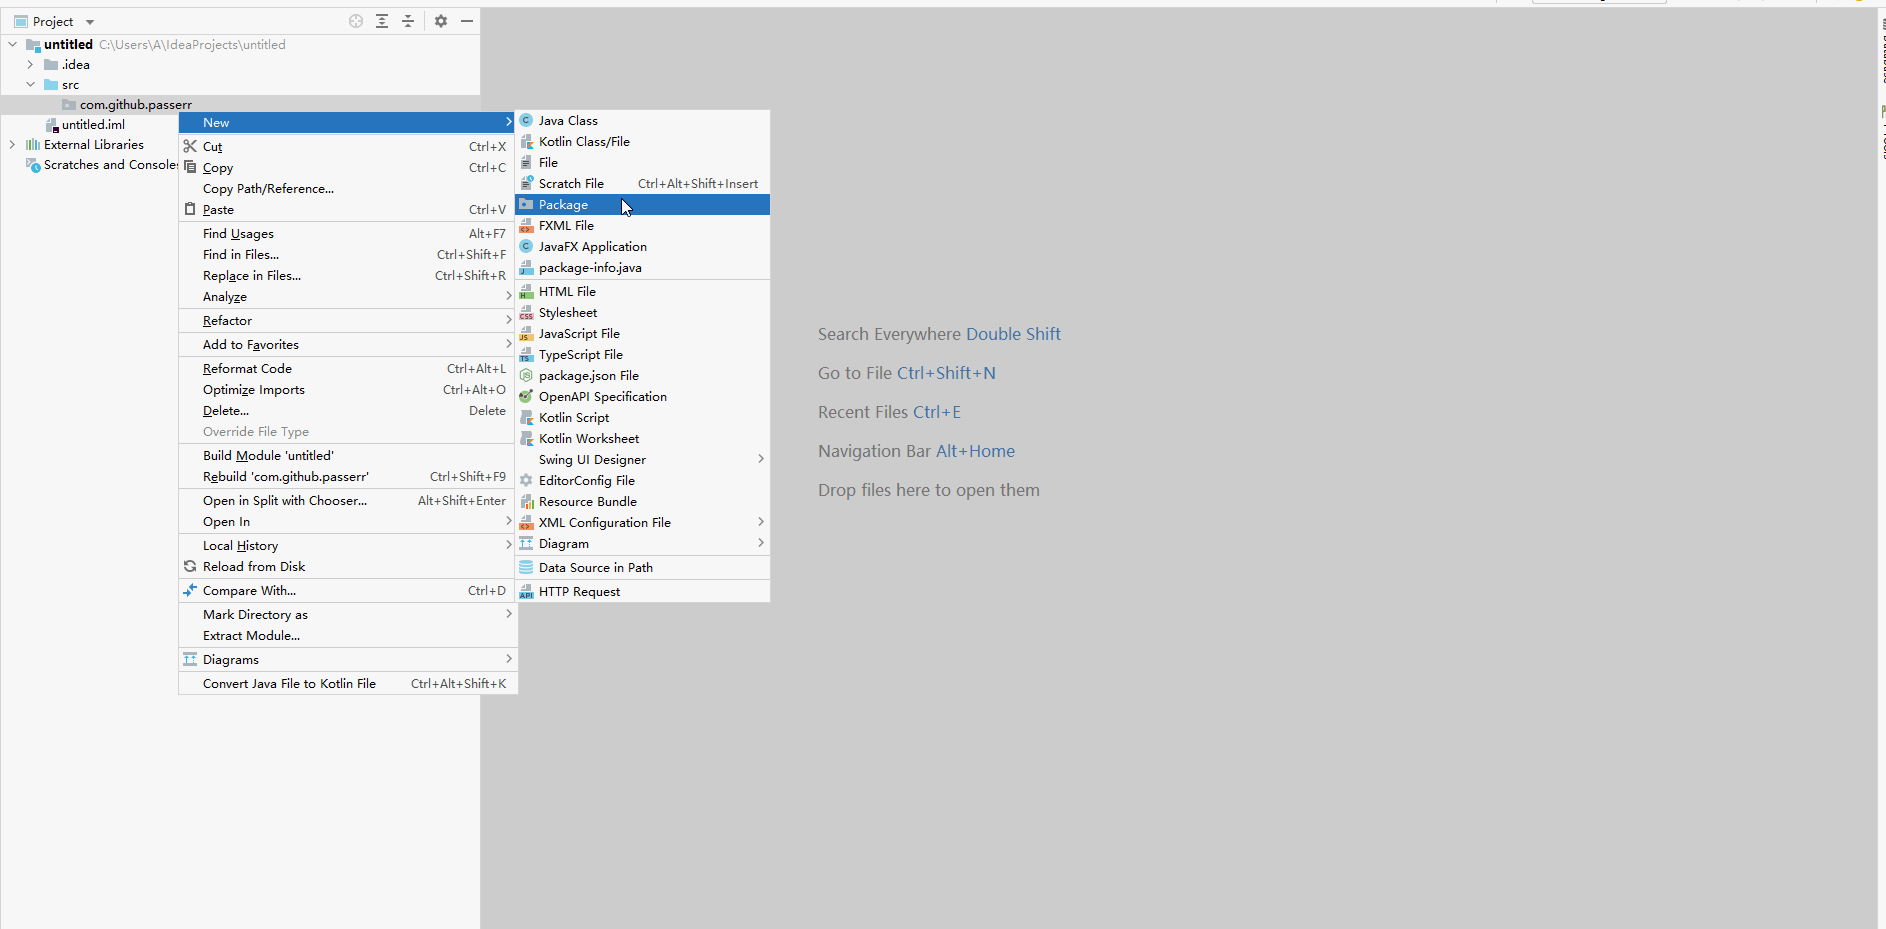 Project
untitled C:\Users\A\IdeaProjects\untitled
.idea
src
com.github.passerr
untitled.iml
External Libraries
Scratches and Consoles
New
Cut Ctrl+X
Copy Ctrl+C
Copy Path/Reference...
Paste Ctrl+V
Find Usages Alt+F7
Find in Files... Ctrl+Shift+F
Replace in Files... Ctrl+Shift+R
Analyze
Refactor
Add to Favorites
Reformat Code Ctrl+Alt+L
Optimize Imports Ctrl+Alt+O
Delete... Delete
Override File Type
Build Module 'untitled'
Rebuild 'com.github.passerr' Ctrl+Shift+F9
Open in Split with Chooser... Alt+Shift+Enter
Open In
Local History
Reload from Disk
Compare With... Ctrl+D
Mark Directory as
Extract Module...
Diagrams
Convert Java File to Kotlin File Ctrl+Alt+Shift+K
Java Class
Kotlin Class/File
File
Scratch File Ctrl+Alt+Shift+Insert
Package
FXML File
JavaFX Application
package-info.java
HTML File
Stylesheet
JavaScript File
TypeScript File
package.json File
OpenAPI Specification
Kotlin Script
Kotlin Worksheet
Swing UI Designer
EditorConfig File
Resource Bundle
XML Configuration File
Diagram
Data Source in Path
HTTP Request
Search Everywhere Double Shift
Go to File Ctrl+Shift+N
Recent Files Ctrl+E
Navigation Bar Alt+Home
Drop files here to open them